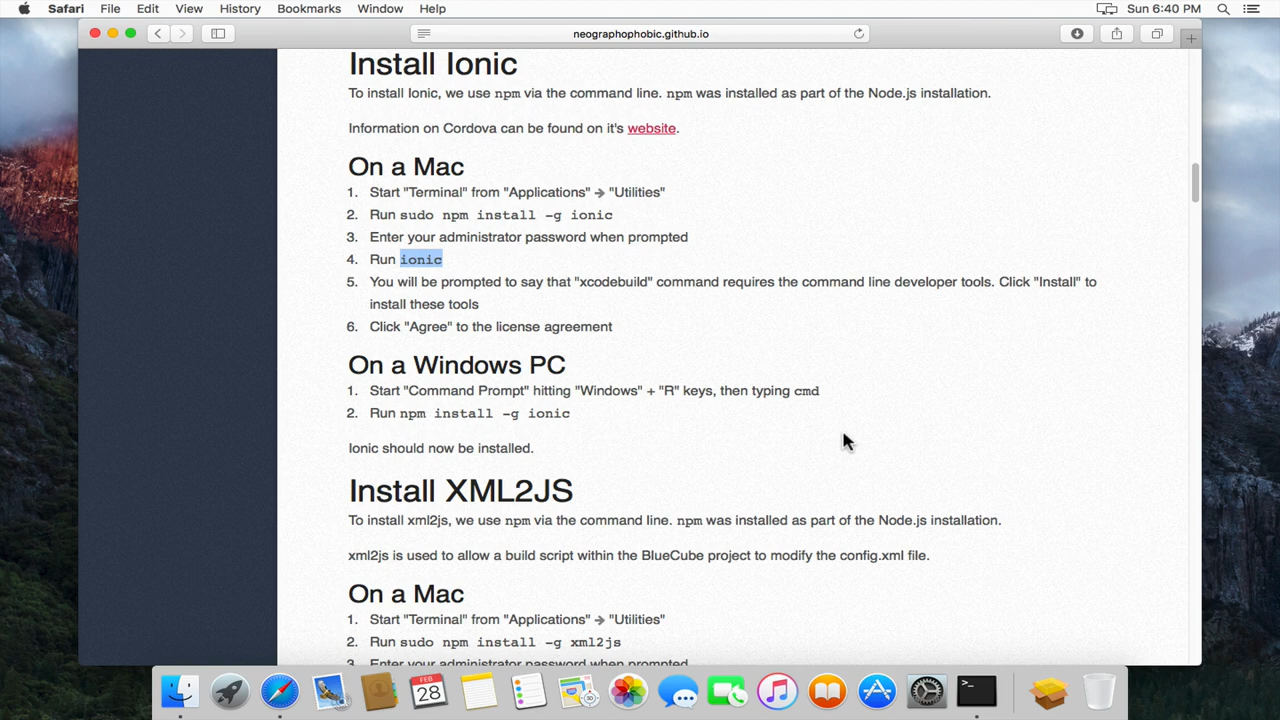 Safari File Edit View History Bookmarks Window Help Sun 6:40 PM
neographophobic.github.io
Install Ionic
To install Ionic, we use npm via the command line. npm was installed as part of the Node.js installation.
Information on Cordova can be found on it's website.
On a Mac
1. Start "Terminal" from "Applications" → "Utilities"
2. Run sudo npm install -g ionic
3. Enter your administrator password when prompted
4. Run ionic
5. You will be prompted to say that "xcodebuild" command requires the command line developer tools. Click "Install" to
install these tools
6. Click "Agree" to the license agreement
On a Windows PC
1. Start "Command Prompt" hitting "Windows" + "R" keys, then typing cmd
2. Run npm install -g ionic
Ionic should now be installed.
Install XML2JS
To install xml2js, we use npm via the command line. npm was installed as part of the Node.js installation.
xml2js is used to allow a build script within the BlueCube project to modify the config.xml file.
On a Mac
1. Start "Terminal" from "Applications" → "Utilities"
2. Run sudo npm install -g xml2js
3. Enter your administrator password when prompted
FEB
28